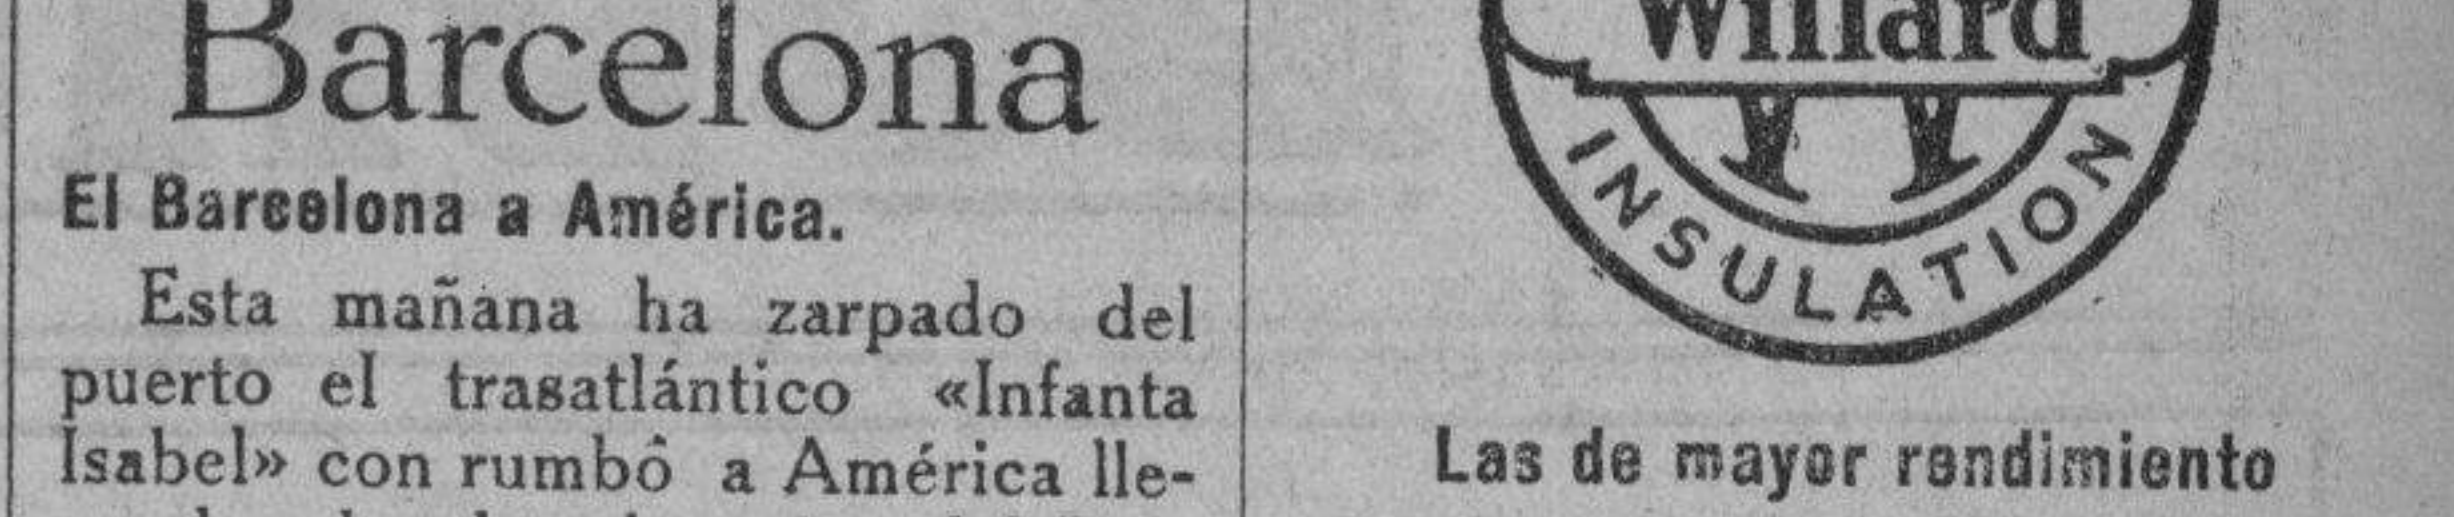 Barcelona
El Barcelona a América.
Esta mañana ha zarpado del
puerto el trasatlántico «Infanta
Isabel» con rumbô a América lle-
Willard
INSULATION
Las de mayor rendimiento